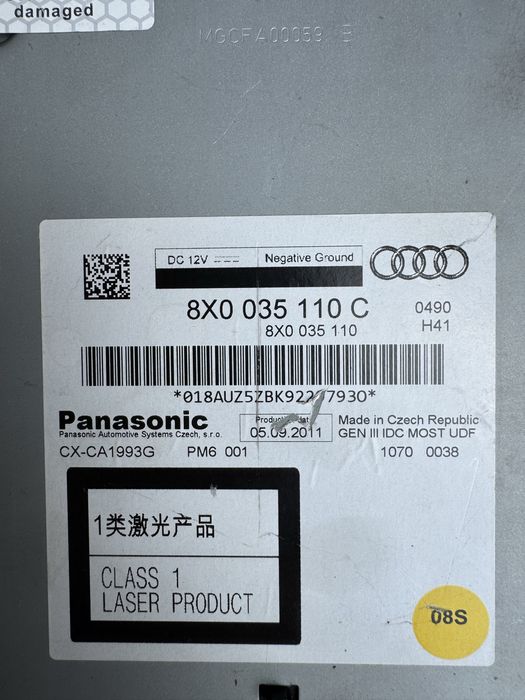 damaged
MGCFA00059 B
DC 12V Negative Ground
8X0 035 110 C 0490
8X0 035 110 H41
Panasonic Made in Czech Republic
Panasonic Automotive Systems Czech, s.r.o. 05.09.2011 GEN III IDC MOST UDF
CX-CA1993G PM6 001 1070 0038
1类激光产品
CLASS 1
LASER PRODUCT
08S